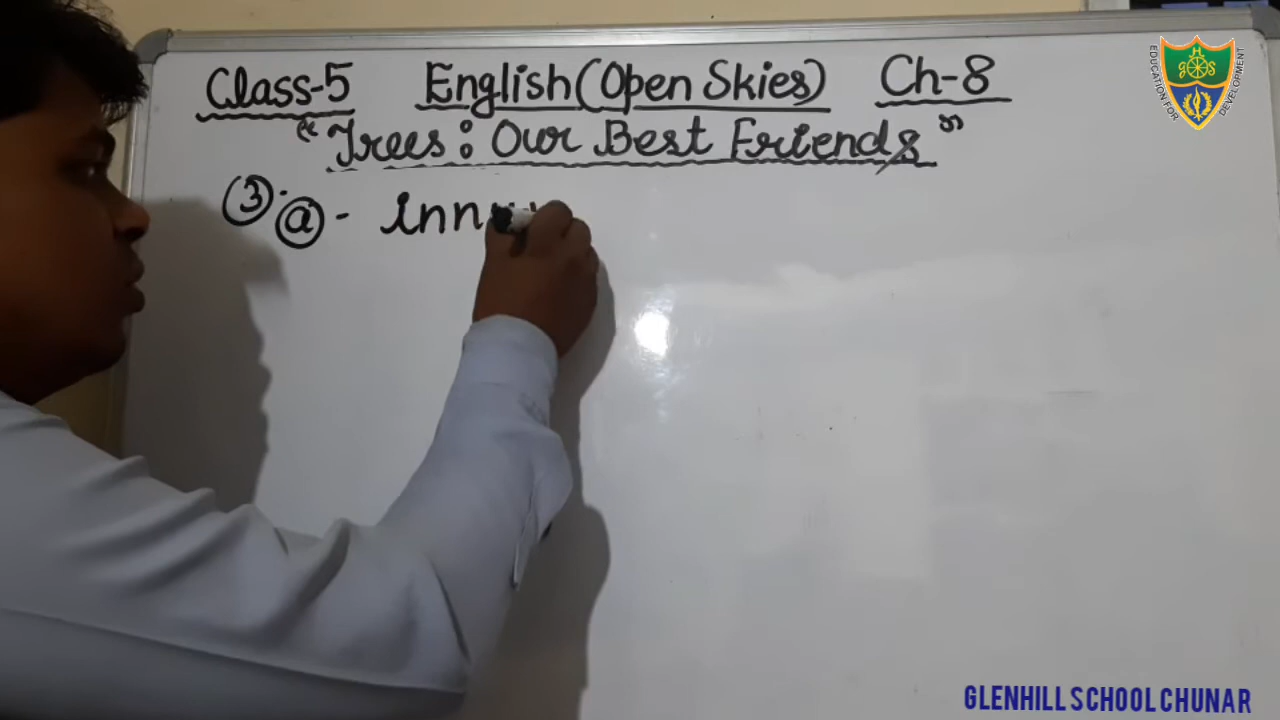 Class-5 English (Open Skies) Ch-8
"Trees: Our Best Friends"
③. ⓐ - inn
EDUCATION FOR DEVELOPMENT
GHS
GLENHILL SCHOOL CHUNAR